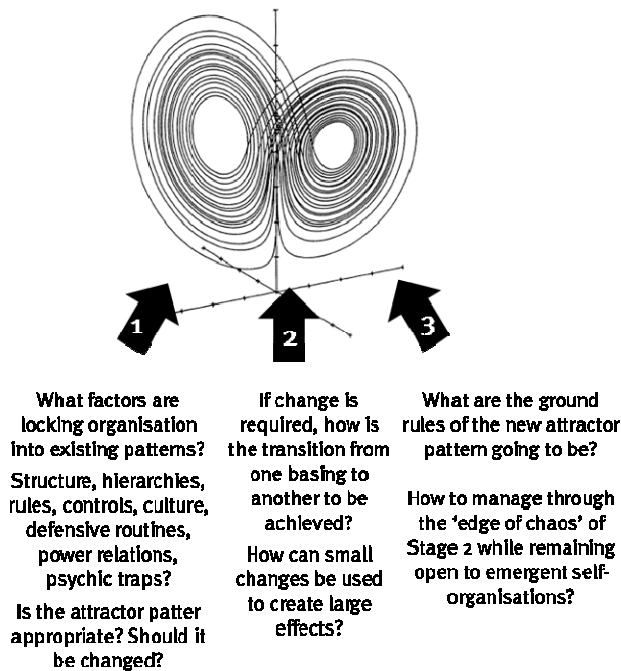 1
2
3
What factors are
locking organisation
into existing patterns?
Structure, hierarchies,
rules, controls, culture,
defensive routines,
power relations,
psychic traps?
Is the attractor patter
appropriate? Should it
be changed?
If change is
required, how is
the transition from
one basing to
another to be
achieved?
How can small
changes be used
to create large
effects?
What are the ground
rules of the new attractor
pattern going to be?
How to manage through
the ‘edge of chaos’ of
Stage 2 while remaining
open to emergent self-
organisations?